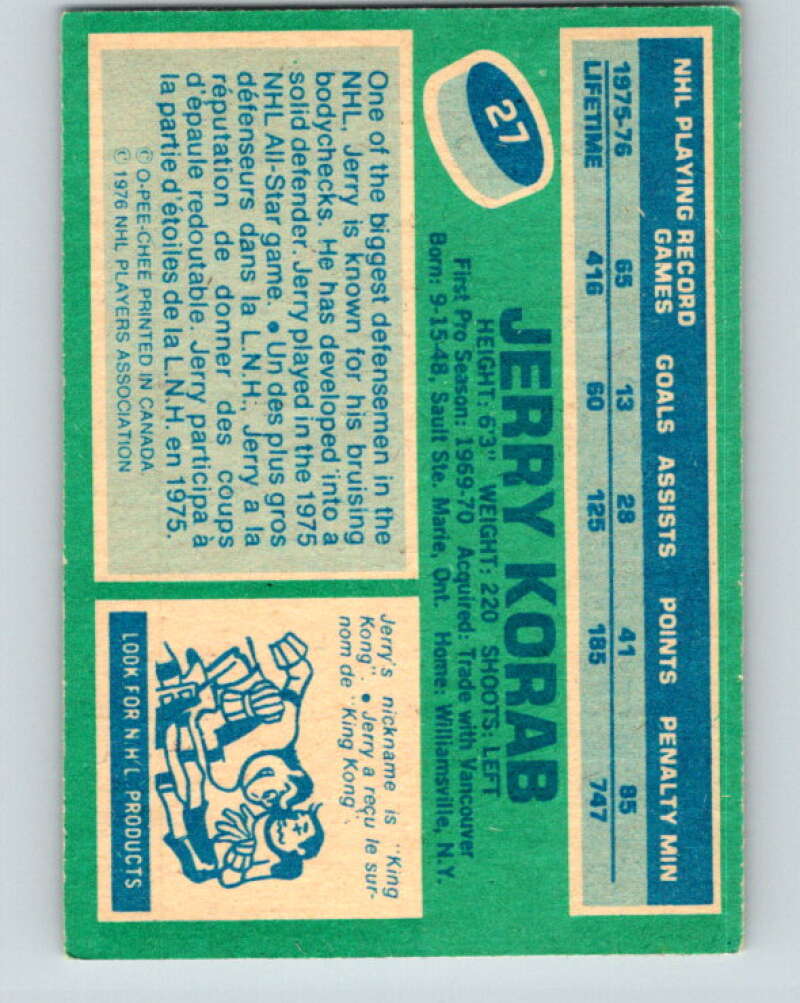 NHL PLAYING RECORD
GAMES GOALS ASSISTS POINTS PENALTY MIN
1975-76 65 13 28 41 85
LIFETIME 416 60 125 185 747
27
JERRY KORAB
HEIGHT: 6'3" WEIGHT: 220 SHOOTS: LEFT
First Pro Season: 1969-70 Acquired: Trade with Vancouver
Born: 9-15-48, Sault Ste. Marie, Ont. Home: Williamsville, N.Y.
One of the biggest defensemen in the
NHL, Jerry is known for his bruising
bodychecks. He has developed into a
solid defender. Jerry played in the 1975
NHL All-Star game. • Un des plus gros
défenseurs dans la L.N.H., Jerry a la
réputation de donner des coups
d'épaule redoutable. Jerry participa à
la partie d'étoiles de la L.N.H. en 1975.
© O-PEE-CHEE PRINTED IN CANADA
© 1976 NHL PLAYERS ASSOCIATION
Jerry's nickname is "King
Kong". • Jerry a reçu le sur-
nom de "King Kong".
LOOK FOR N.H.L. PRODUCTS